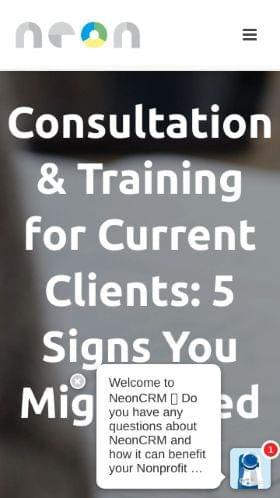 neon
Consultation
& Training
for Current
Clients: 5
Signs You
Mig ed
Welcome to
NeonCRM Do
you have any
questions about
NeonCRM and
how it can benefit
your Nonprofit ...
1